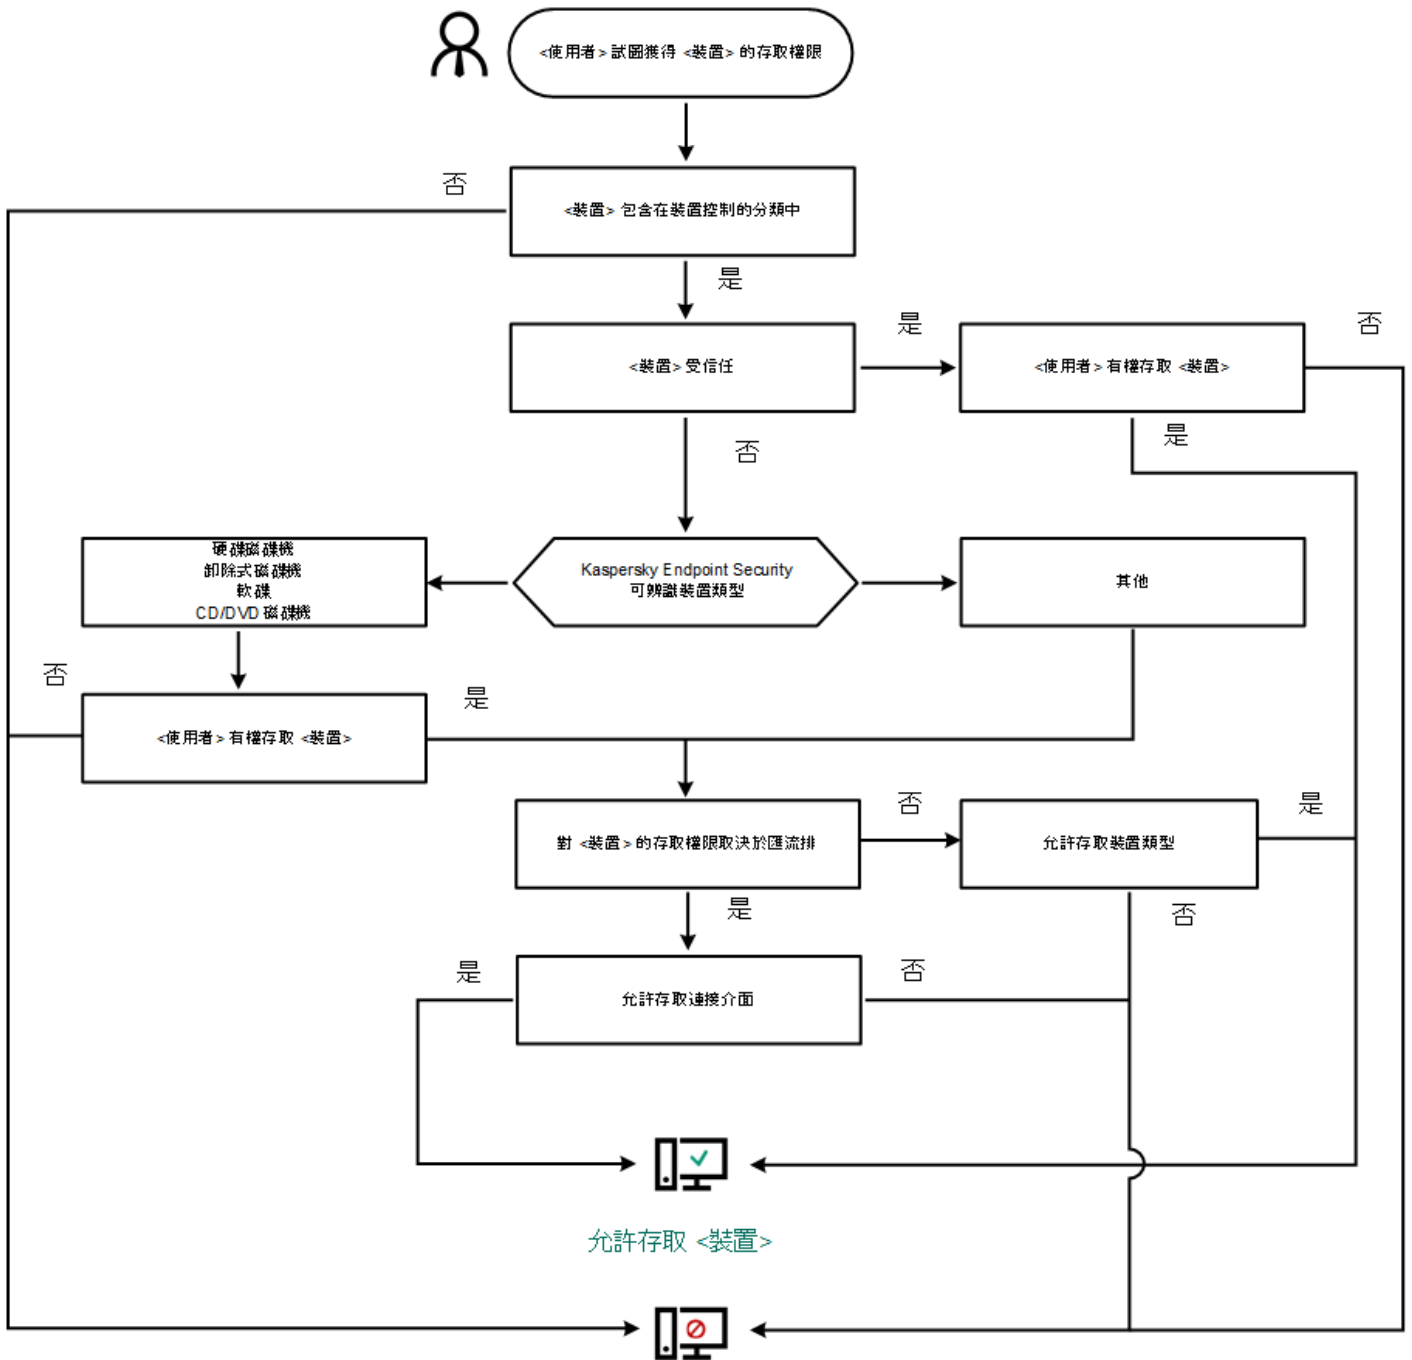 <使用者> 試圖獲得 <裝置> 的存取權限
否
<裝置> 包含在裝置控制的分類中
是
<裝置> 受信任
是
<使用者> 有權存取 <裝置>
否
是
否
硬碟磁碟機
卸除式磁碟機
軟碟
CD/DVD 磁碟機
Kaspersky Endpoint Security
可辨識裝置類型
其他
否
<使用者> 有權存取 <裝置>
是
對 <裝置> 的存取權限取決於匯流排
否
允許存取裝置類型
是
是
否
是
允許存取連接介面
否
允許存取 <裝置>